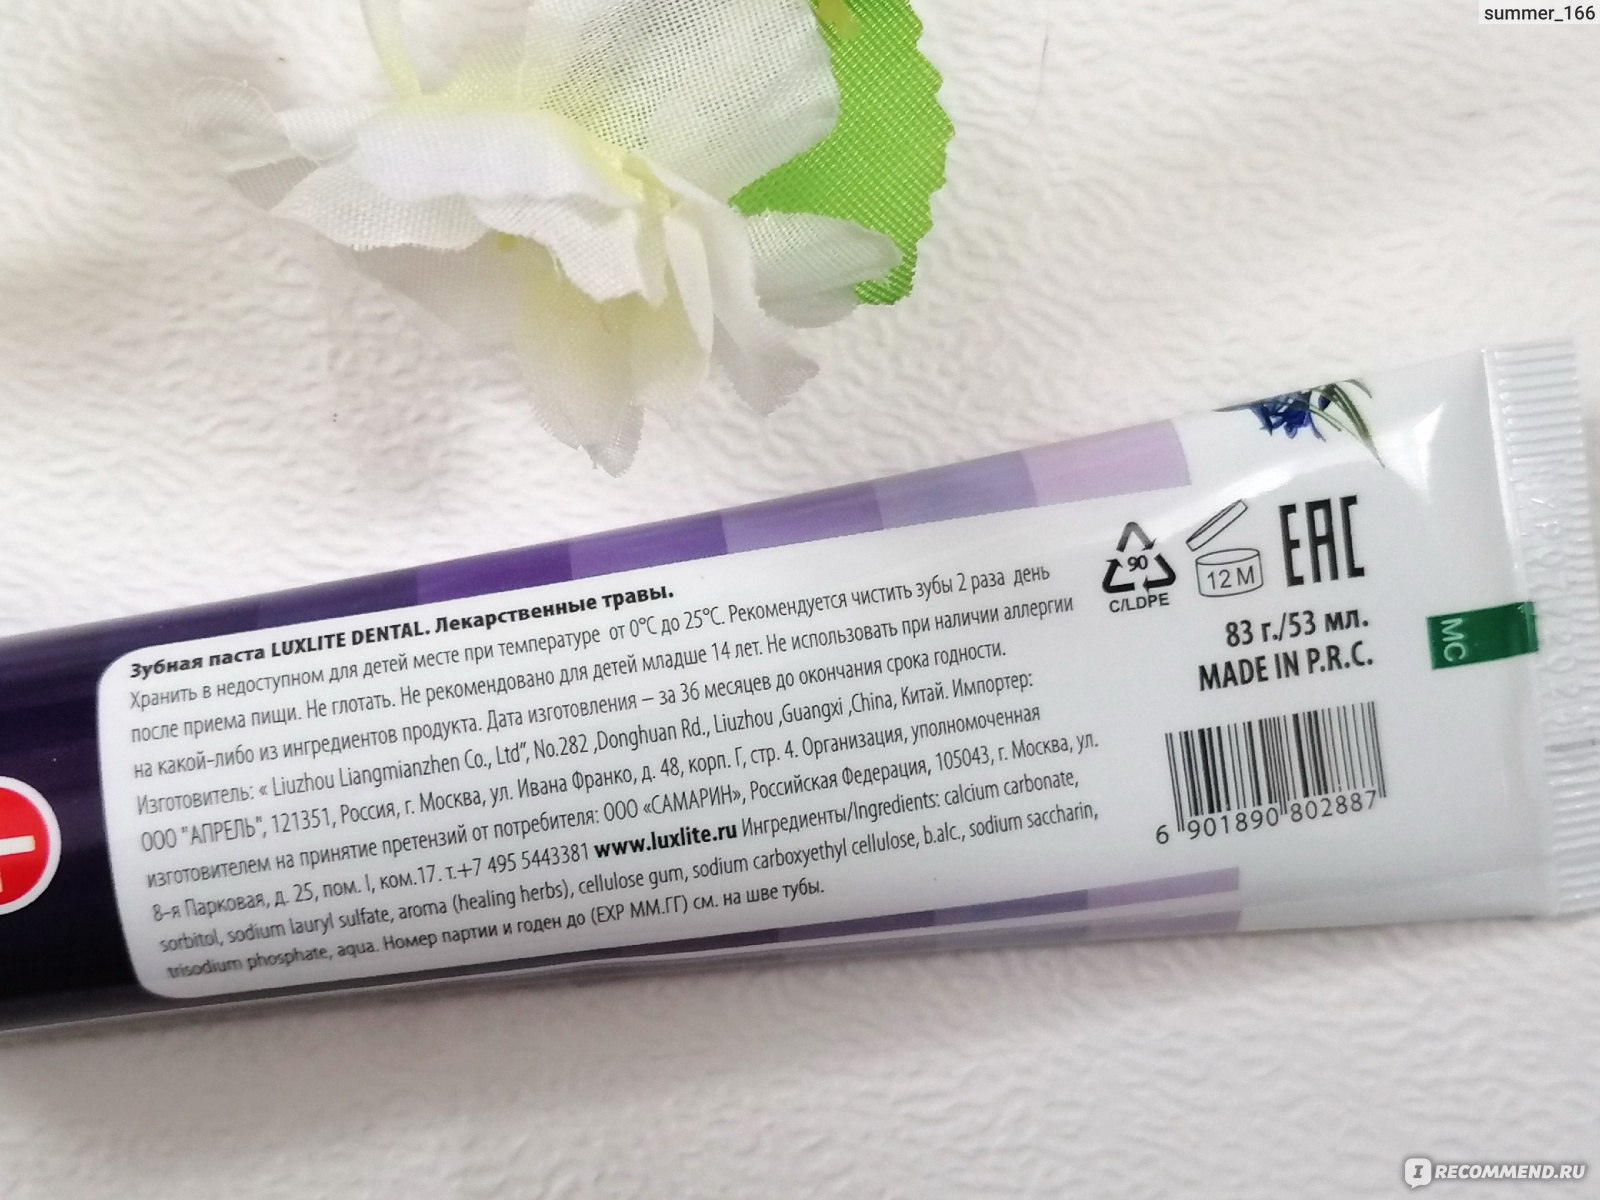 summer_166
Зубная паста LUXLITE DENTAL. Лекарственные травы.
Хранить в недоступном для детей месте при температуре от 0°C до 25°C. Рекомендуется чистить зубы 2 раза день
после приема пищи. Не глотать. Не рекомендовано для детей младше 14 лет. Не использовать при наличии аллергии
на какой-либо из ингредиентов продукта. Дата изготовления – за 36 месяцев до окончания срока годности.
Изготовитель: « Liuzhou Liangmianzhen Co., Ltd", No.282 ,Donghuan Rd., Liuzhou ,Guangxi ,China, Китай. Импортер:
ООО "АПРЕЛЬ", 121351, Россия, г. Москва, ул. Ивана Франко, д. 48, корп. Г, стр. 4. Организация, уполномоченная
изготовителем на принятие претензий от потребителя: ООО «САМАРИН», Российская Федерация, 105043, г. Москва, ул.
8-я Парковая, д. 25, пом. I, ком.17. т.+7 495 5443381 www.luxlite.ru Ингредиенты/Ingredients: calcium carbonate,
sorbitol, sodium lauryl sulfate, aroma (healing herbs), cellulose gum, sodium carboxyethyl cellulose, b.alc., sodium saccharin,
trisodium phosphate, aqua. Номер партии и годен до (EXP ММ.ГГ) см. на шве тубы.
90
C/LDPE
12 M
EAC
83 г./53 мл.
MADE IN P.R.C.
MC
6 901890 802887
IRECOMMEND.RU